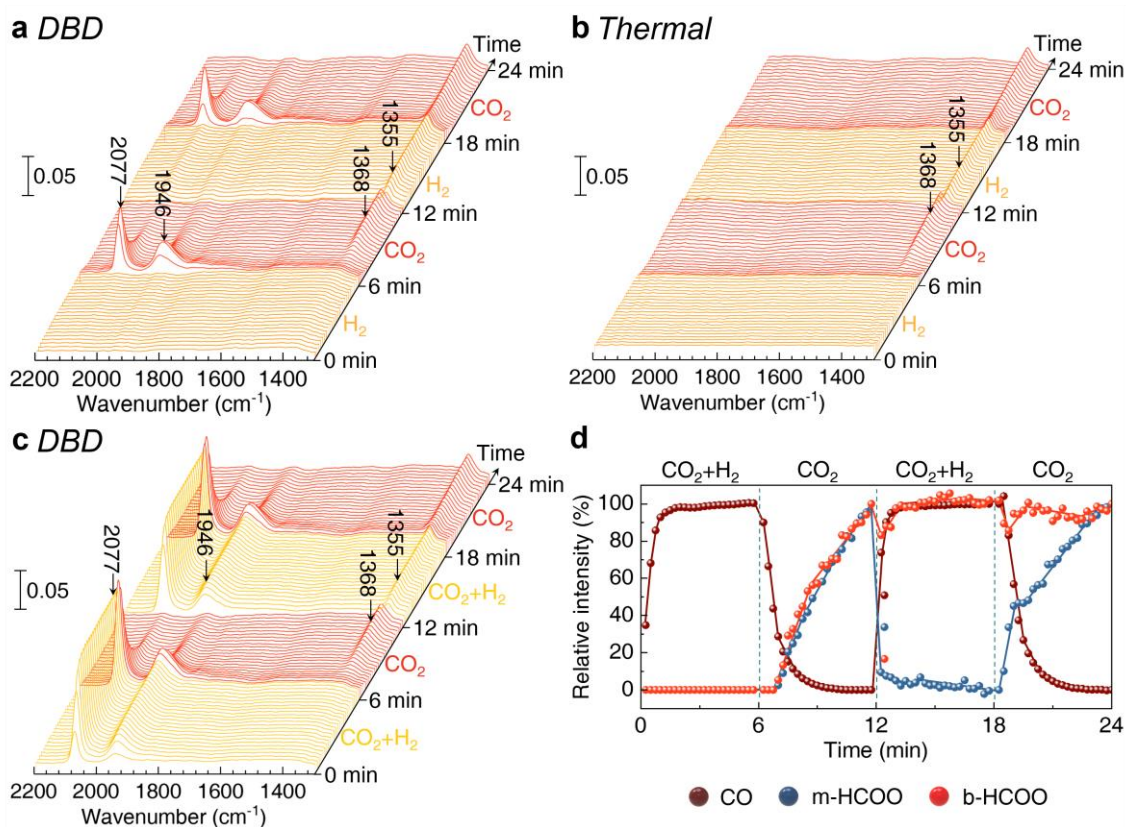 a DBD
Time
24 min
CO₂
18 min
1355
H₂
1368
12 min
CO₂
6 min
H₂
0 min
0.05
2077
1946
2200 2000 1800 1600 1400
Wavenumber (cm⁻¹)
b Thermal
Time
24 min
CO₂
18 min
1355
H₂
1368
12 min
CO₂
6 min
H₂
0 min
0.05
2200 2000 1800 1600 1400
Wavenumber (cm⁻¹)
c DBD
Time
24 min
CO₂
18 min
1355
CO₂+H₂
1368
12 min
CO₂
6 min
CO₂+H₂
0 min
0.05
2077
1946
2200 2000 1800 1600 1400
Wavenumber (cm⁻¹)
d
CO₂+H₂ CO₂ CO₂+H₂ CO₂
Relative intensity (%)
100
80
60
40
20
0
0 6 12 18 24
Time (min)
CO m-HCOO b-HCOO